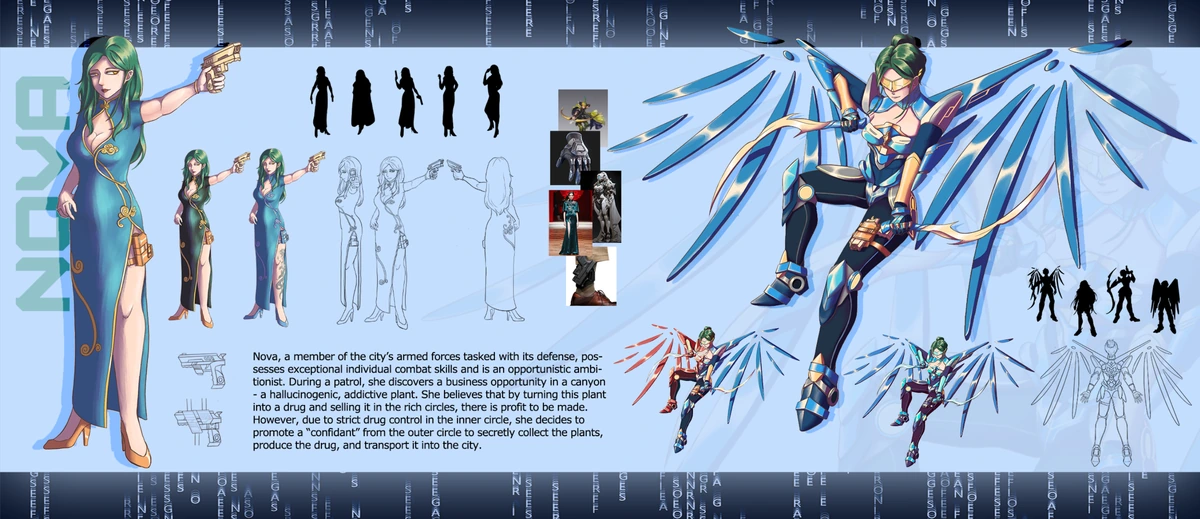 NOVA
Nova, a member of the city's armed forces tasked with its defense, pos-
sesses exceptional individual combat skills and is an opportunistic ambi-
tionist. During a patrol, she discovers a business opportunity in a canyon
- a hallucinogenic, addictive plant. She believes that by turning this plant
into a drug and selling it in the rich circles, there is profit to be made.
However, due to strict drug control in the inner circle, she decides to
promote a “confidant” from the outer circle to secretly collect the plants,
produce the drug, and transport it into the city.